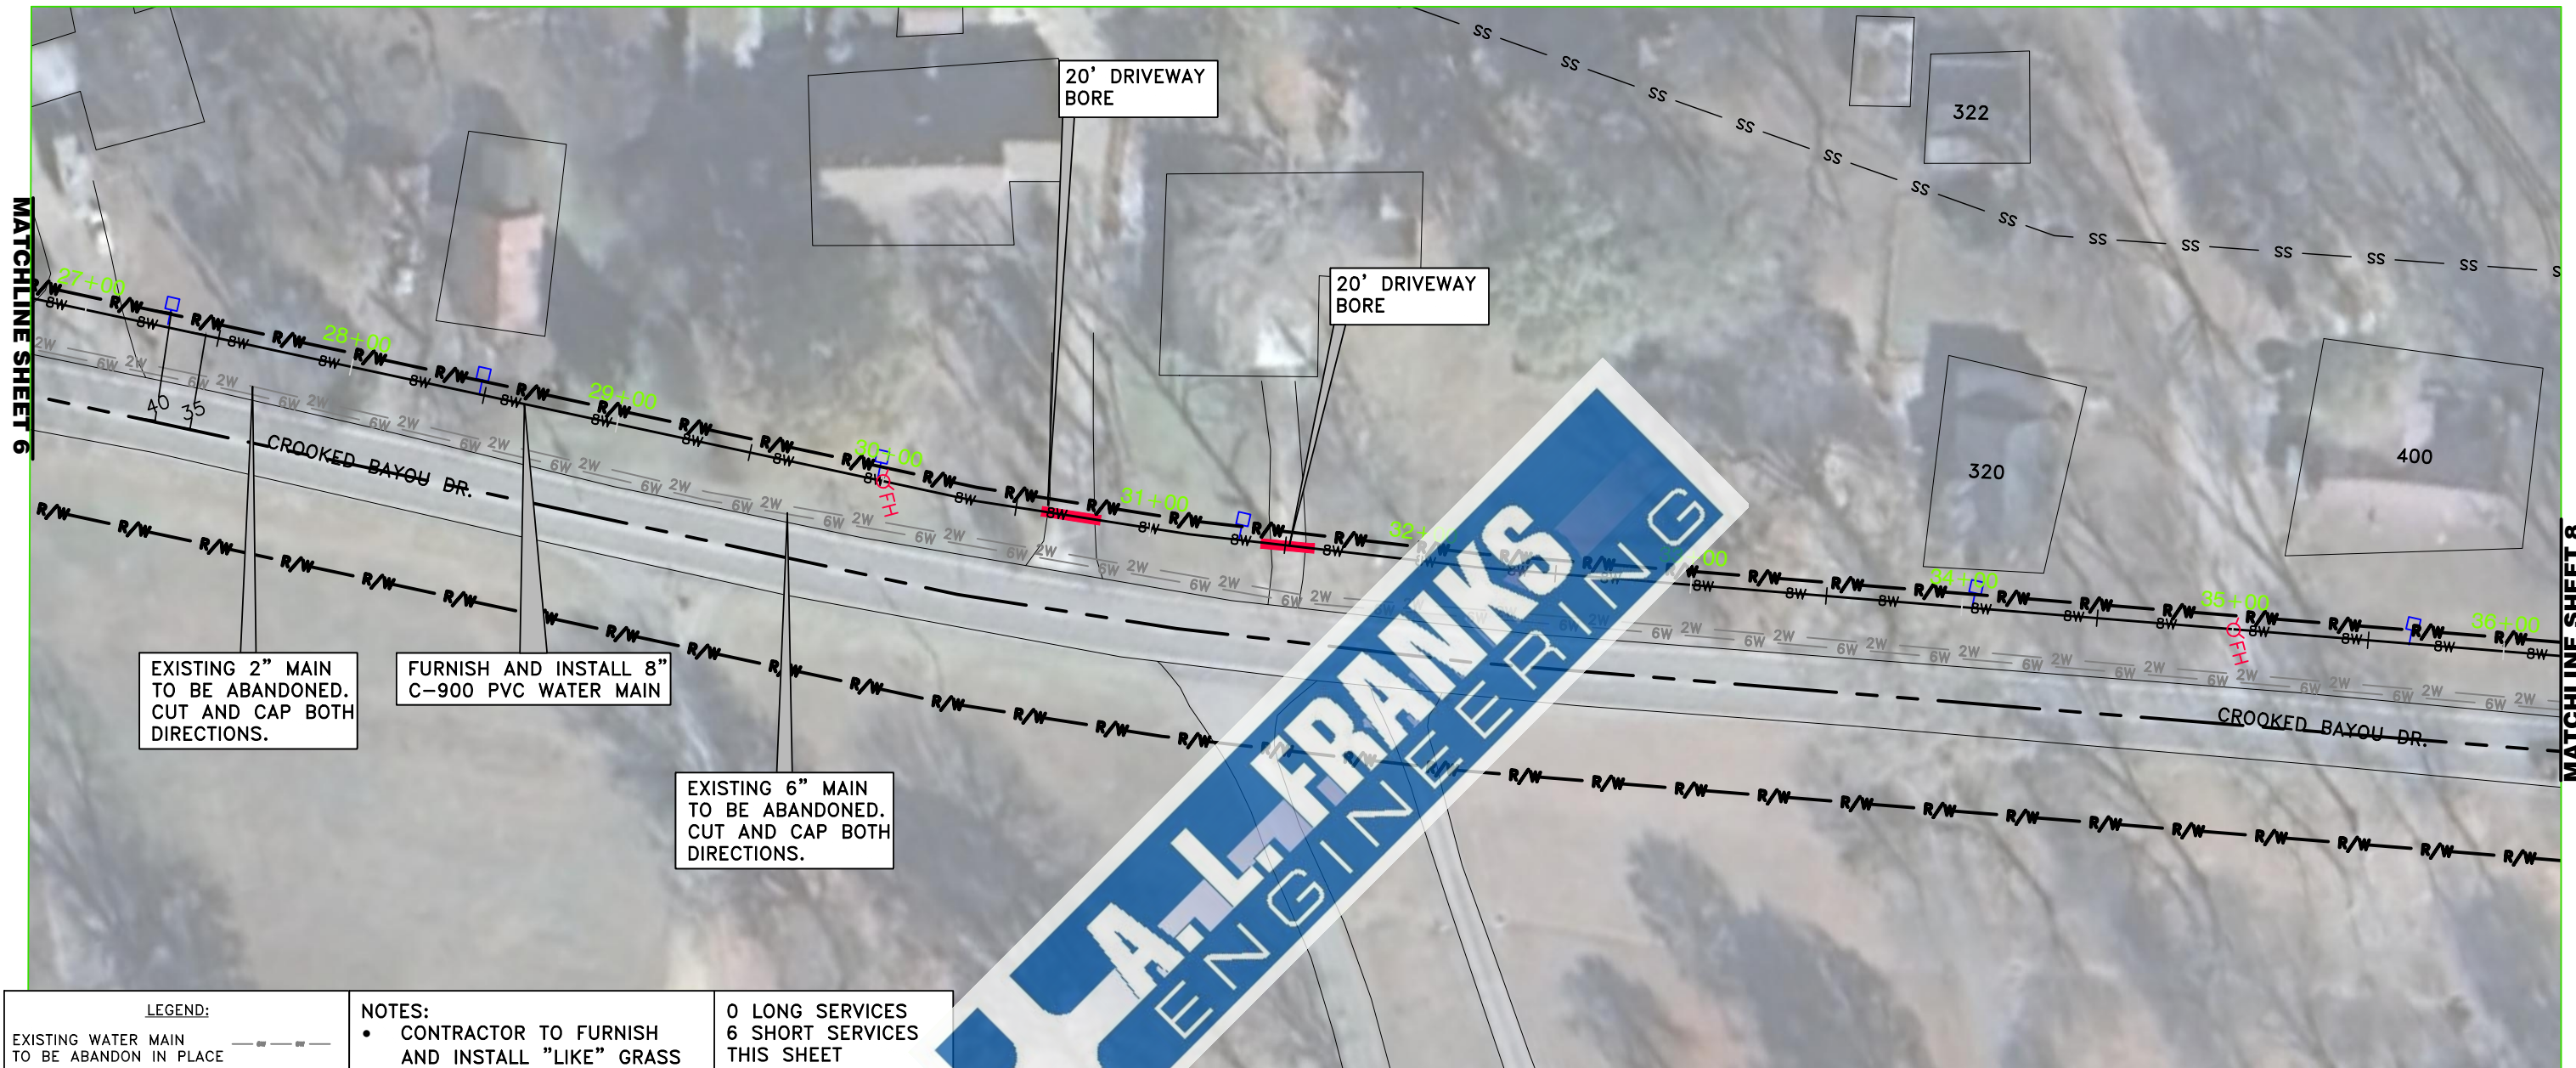 20' DRIVEWAY
BORE
322
20' DRIVEWAY
BORE
MATCHLINE SHEET 6
27+00
28+00
29+00
30+00
31+00
34+00
35+00
36+00
R/W
8W
2W
6W
SS
40
35
FH
FH
320
400
CROOKED BAYOU DR.
CROOKED BAYOU DR.
MATCHLINE SHEET 8
EXISTING 2" MAIN
TO BE ABANDONED.
CUT AND CAP BOTH
DIRECTIONS.
FURNISH AND INSTALL 8"
C-900 PVC WATER MAIN
EXISTING 6" MAIN
TO BE ABANDONED.
CUT AND CAP BOTH
DIRECTIONS.
A.L. FRANKS
ENGINEERING
LEGEND:
EXISTING WATER MAIN
TO BE ABANDON IN PLACE
NOTES:
• CONTRACTOR TO FURNISH
AND INSTALL "LIKE" GRASS
0 LONG SERVICES
6 SHORT SERVICES
THIS SHEET